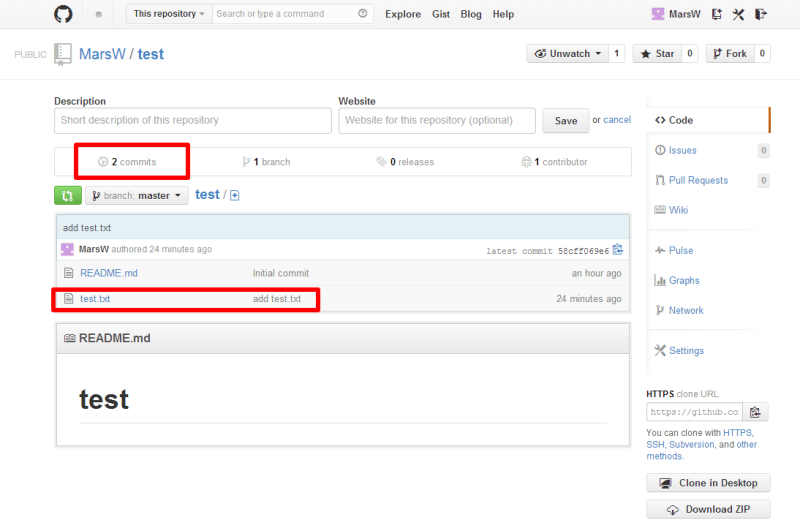 This repository Search or type a command Explore Gist Blog Help MarsW
PUBLIC MarsW / test Unwatch 1 Star 0 Fork 0
Description Website
Short description of this repository Website for this repository (optional) Save or cancel
2 commits 1 branch 0 releases 1 contributor
branch: master test /
add test.txt
MarsW authored 24 minutes ago latest commit 58cff069e6
README.md Initial commit an hour ago
test.txt add test.txt 24 minutes ago
README.md
test
Code
Issues 0
Pull Requests 0
Wiki
Pulse
Graphs
Network
Settings
HTTPS clone URL
https://github.co
You can clone with HTTPS,
SSH, Subversion, and other
methods.
Clone in Desktop
Download ZIP